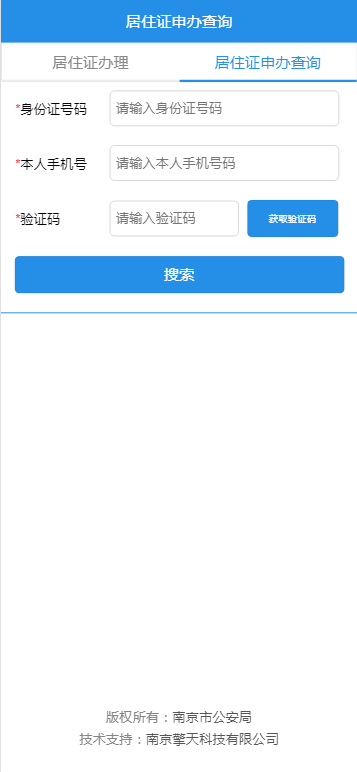 居住证申办查询
居住证办理 居住证申办查询
*身份证号码 请输入身份证号码
*本人手机号 请输入本人手机号码
*验证码 请输入验证码 获取验证码
搜索
版权所有：南京市公安局
技术支持：南京擎天科技有限公司